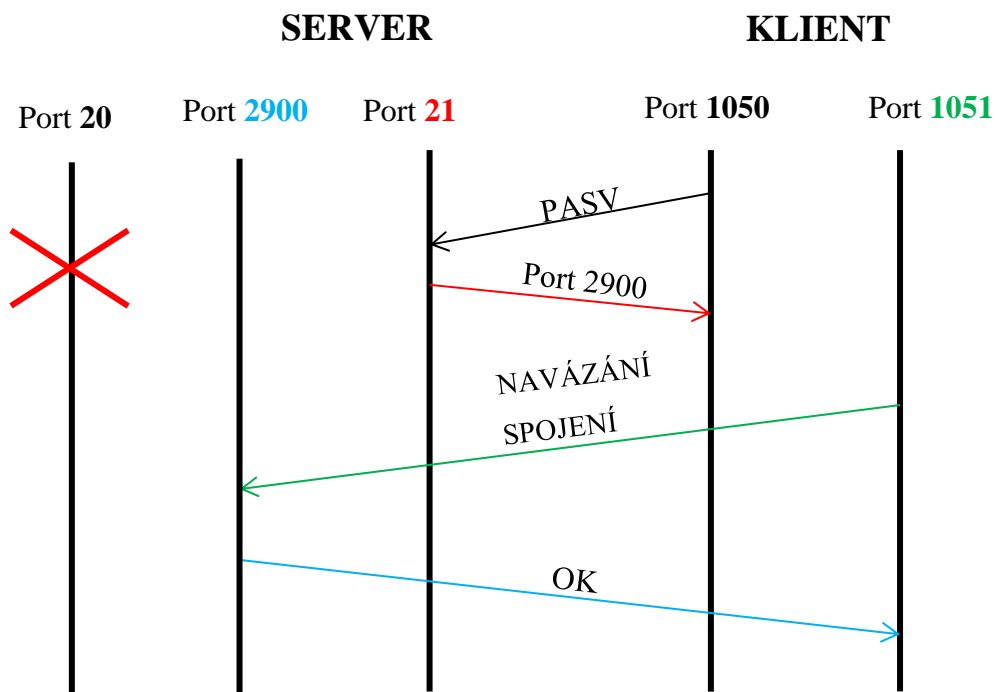 SERVER
KLIENT
Port 20
Port 2900
Port 21
Port 1050
Port 1051
PASV
Port 2900
NAVÁZÁNÍ
SPOJENÍ
OK